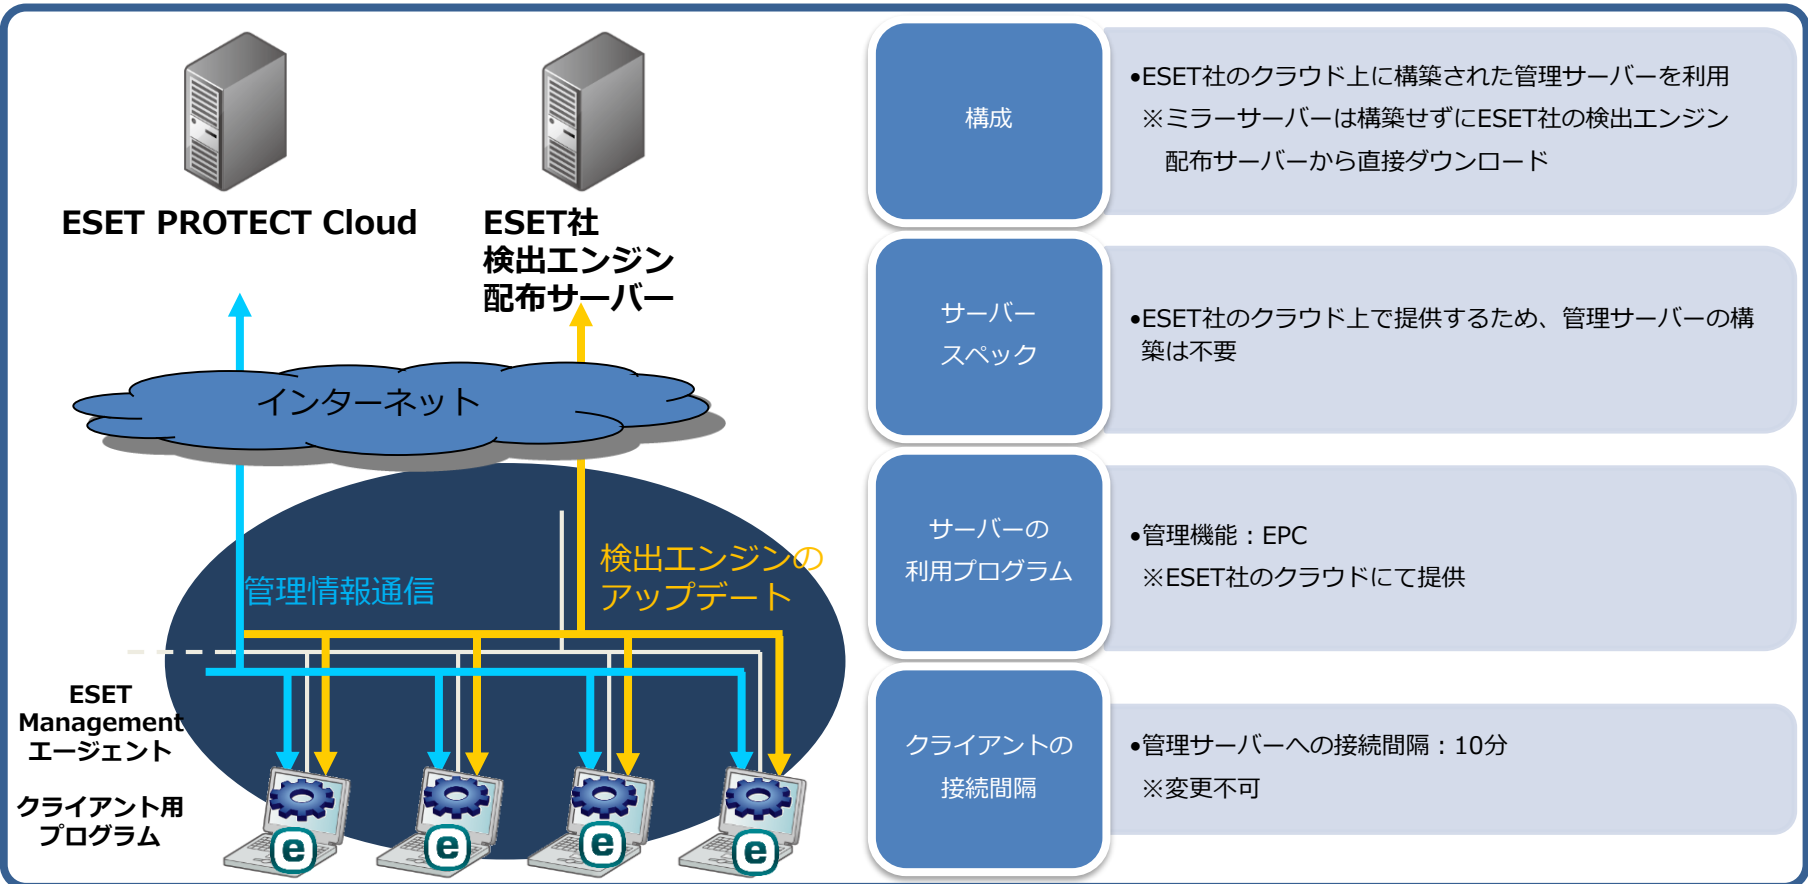 ESET PROTECT Cloud
ESET社
検出エンジン
配布サーバー
インターネット
管理情報通信
検出エンジンの
アップデート
ESET
Management
エージェント
クライアント用
プログラム
e
e
e
e
構成
•ESET社のクラウド上に構築された管理サーバーを利用
※ミラーサーバーは構築せずにESET社の検出エンジン
配布サーバーから直接ダウンロード
サーバー
スペック
•ESET社のクラウド上で提供するため、管理サーバーの構
築は不要
サーバーの
利用プログラム
•管理機能：EPC
※ESET社のクラウドにて提供
クライアントの
接続間隔
•管理サーバーへの接続間隔：10分
※変更不可